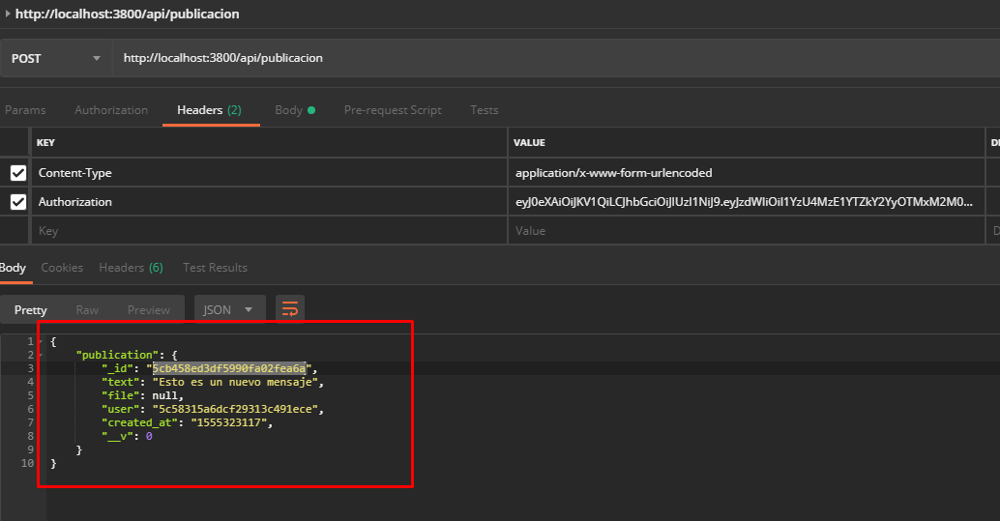 http://localhost:3800/api/publicacion
POST http://localhost:3800/api/publicacion
Params Authorization Headers (2) Body Pre-request Script Tests
KEY VALUE DE
Content-Type application/x-www-form-urlencoded
Authorization eyJ0eXAiOiJKV1QiLCJhbGciOiJIUzI1NiJ9.eyJzdWIiOiI1YzU4MzE1YTZkY2YyOTMxM2M0...
Key Value D
Body Cookies Headers (6) Test Results
Pretty Raw Preview JSON
1 {
2 "publication": {
3 "_id": "5cb458ed3df5990fa02fea6a",
4 "text": "Esto es un nuevo mensaje",
5 "file": null,
6 "user": "5c58315a6dcf29313c491ece",
7 "created_at": "1555323117",
8 "__v": 0
9 }
10 }